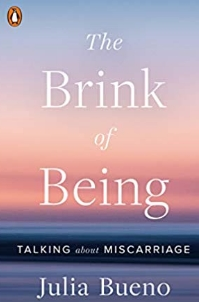 The
Brink
of
Being
TALKING about MISCARRIAGE
Julia Bueno